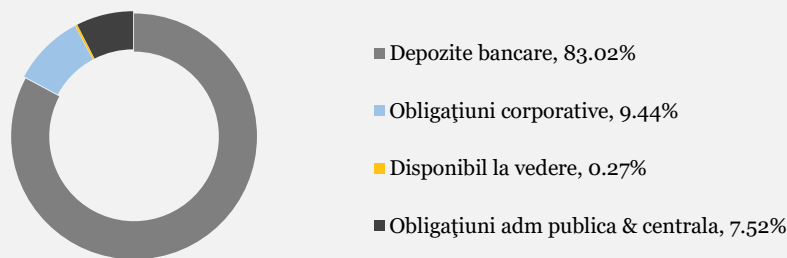 Depozite bancare, 83.02%
Obligaţiuni corporative, 9.44%
Disponibil la vedere, 0.27%
Obligaţiuni adm publica & centrala, 7.52%